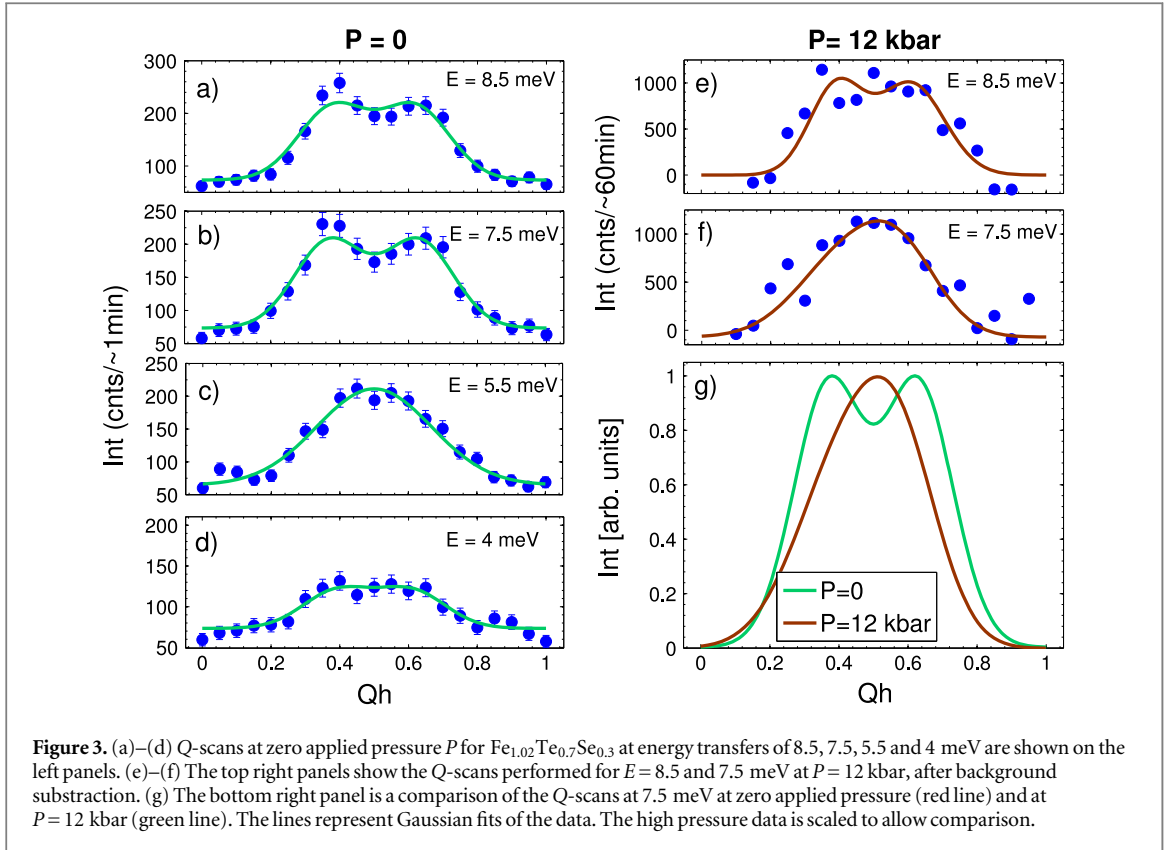 P = 0
300
a)
E = 8.5 meV
200
100
250
b)
E = 7.5 meV
200
150
100
50
250
c)
E = 5.5 meV
200
150
100
50
200
d)
E = 4 meV
150
100
50
0
0.2
0.4
0.6
0.8
1
Qh
Int (cnts/~1min)
P= 12 kbar
1000
e)
E = 8.5 meV
500
0
1000
f)
E = 7.5 meV
500
0
Int (cnts/~60min)
1
g)
0.8
0.6
0.4
0.2
0
P=0
P=12 kbar
0
0.2
0.4
0.6
0.8
1
Qh
Int [arb. units]
Figure 3. (a)–(d) Q-scans at zero applied pressure P for Fe₁.₀₂Te₀.₇Se₀.₃ at energy transfers of 8.5, 7.5, 5.5 and 4 meV are shown on the
left panels. (e)–(f) The top right panels show the Q-scans performed for E = 8.5 and 7.5 meV at P = 12 kbar, after background
substraction. (g) The bottom right panel is a comparison of the Q-scans at 7.5 meV at zero applied pressure (red line) and at
P = 12 kbar (green line). The lines represent Gaussian fits of the data. The high pressure data is scaled to allow comparison.